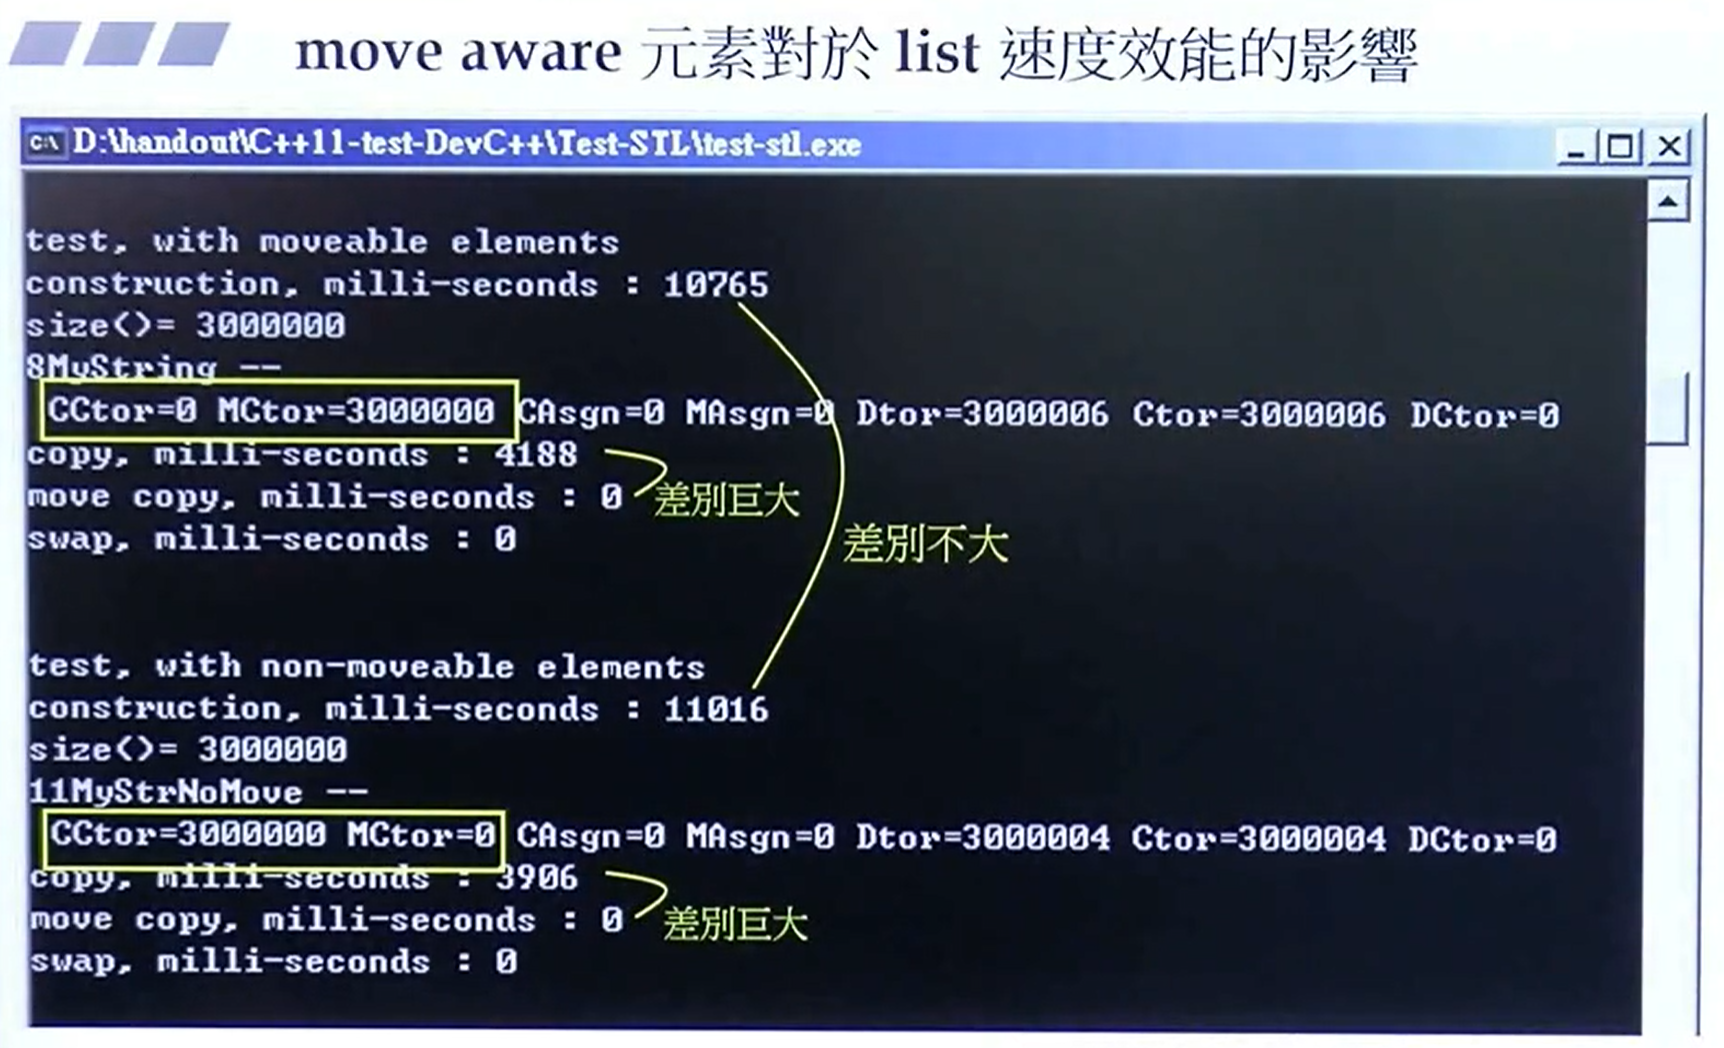 move aware 元素對於 list 速度效能的影響
D:\handout\C++11-test-DevC++\Test-STL\test-stl.exe
test, with moveable elements
construction, milli-seconds : 10765
size()= 3000000
8MyString --
CCtor=0 MCtor=3000000 CAsgn=0 MAsgn=0 Dtor=3000006 Ctor=3000006 DCtor=0
copy, milli-seconds : 4188
move copy, milli-seconds : 0 差別巨大
swap, milli-seconds : 0
差別不大
test, with non-moveable elements
construction, milli-seconds : 11016
size()= 3000000
11MyStrNoMove --
CCtor=3000000 MCtor=0 CAsgn=0 MAsgn=0 Dtor=3000004 Ctor=3000004 DCtor=0
copy, milli-seconds : 3906
move copy, milli-seconds : 0 差別巨大
swap, milli-seconds : 0